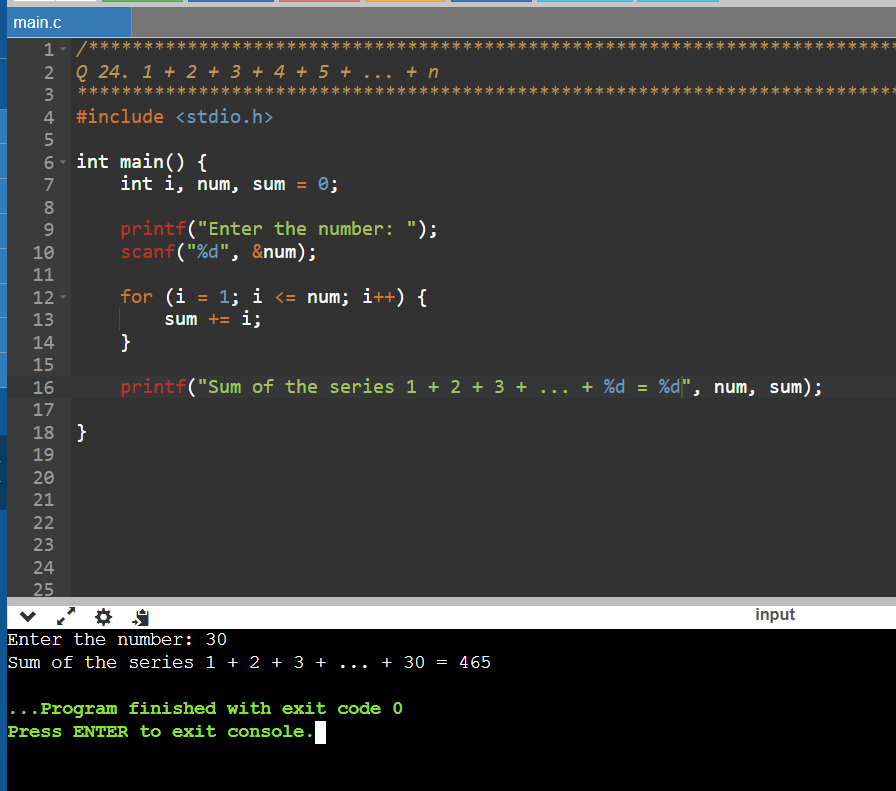 main.c
1 /***************************************************************************
2 Q 24. 1 + 2 + 3 + 4 + 5 + ... + n
3 ***************************************************************************
4 #include <stdio.h>
5
6 int main() {
7     int i, num, sum = 0;
8
9     printf("Enter the number: ");
10     scanf("%d", &num);
11
12     for (i = 1; i <= num; i++) {
13         sum += i;
14     }
15
16     printf("Sum of the series 1 + 2 + 3 + ... + %d = %d", num, sum);
17
18 }
19
20
21
22
23
24
25
input
Enter the number: 30
Sum of the series 1 + 2 + 3 + ... + 30 = 465
...Program finished with exit code 0
Press ENTER to exit console.